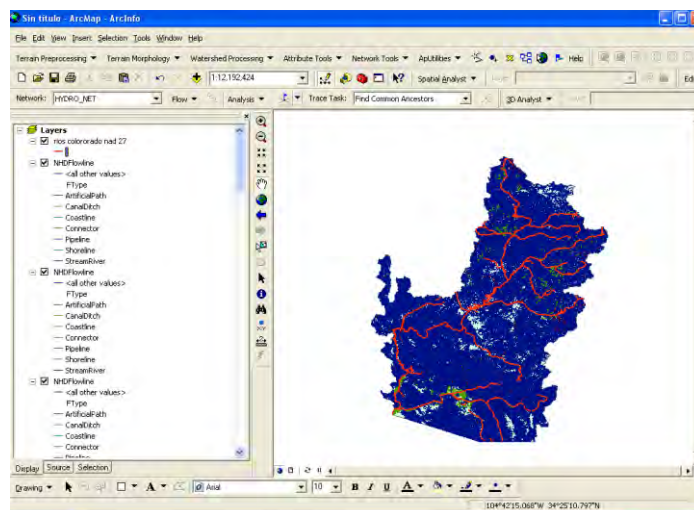 Sin titulo - ArcMap - ArcInfo
File Edit View Insert Selection Tools Window Help
Terrain Preprocessing Terrain Morphology Watershed Processing Attribute Tools Network Tools ApUtilities Help
1:12,192,424 Spatial Analyst
Network: HYDRO_NET Flow Analysis Trace Task: Find Common Ancestors 3D Analyst
Layers
rios colororado nad 27
NHDFlowline
<all other values>
FType
ArtificialPath
CanalDitch
Coastline
Connector
Pipeline
Shoreline
StreamRiver
NHDFlowline
<all other values>
FType
ArtificialPath
CanalDitch
Coastline
Connector
Pipeline
Shoreline
StreamRiver
NHDFlowline
<all other values>
FType
ArtificialPath
CanalDitch
Coastline
Connector
Pipeline
Display Source Selection
Drawing A Arial 10 B I U A
104°42'15.068"W 34°25'10.797"N